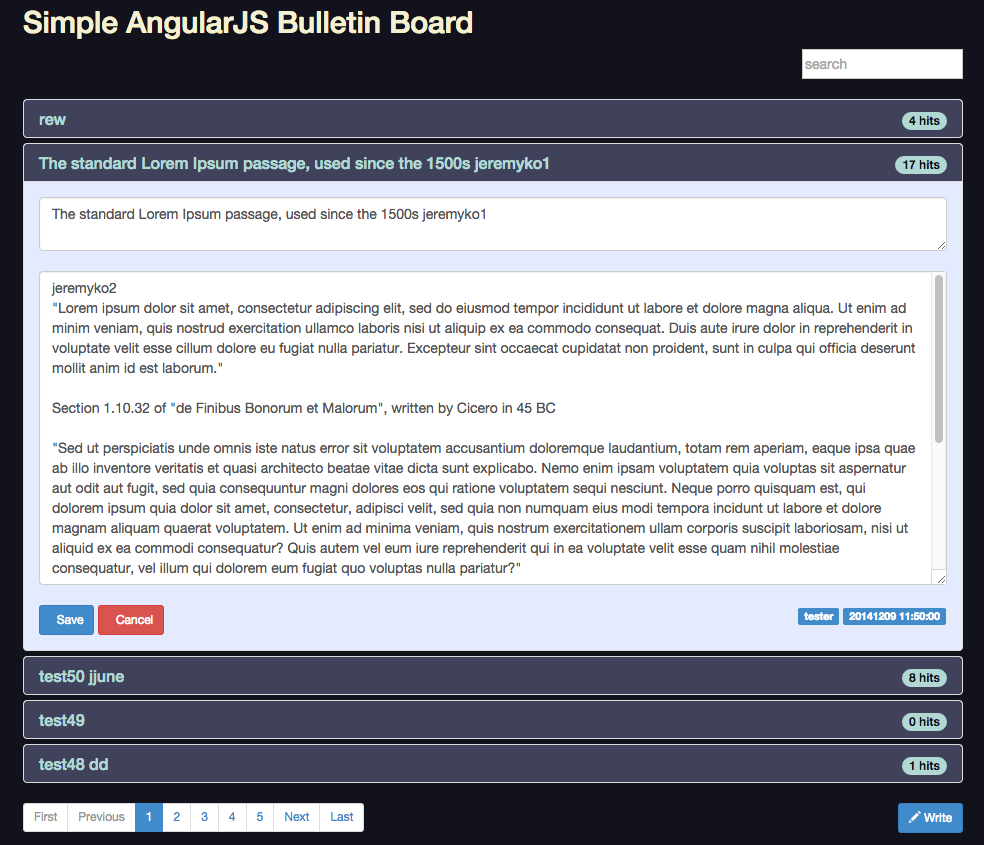 Simple AngularJS Bulletin Board
search
rew 4 hits
The standard Lorem Ipsum passage, used since the 1500s jeremyko1 17 hits
The standard Lorem Ipsum passage, used since the 1500s jeremyko1
jeremyko2
"Lorem ipsum dolor sit amet, consectetur adipiscing elit, sed do eiusmod tempor incididunt ut labore et dolore magna aliqua. Ut enim ad
minim veniam, quis nostrud exercitation ullamco laboris nisi ut aliquip ex ea commodo consequat. Duis aute irure dolor in reprehenderit in
voluptate velit esse cillum dolore eu fugiat nulla pariatur. Excepteur sint occaecat cupidatat non proident, sunt in culpa qui officia deserunt
mollit anim id est laborum."
Section 1.10.32 of "de Finibus Bonorum et Malorum", written by Cicero in 45 BC
"Sed ut perspiciatis unde omnis iste natus error sit voluptatem accusantium doloremque laudantium, totam rem aperiam, eaque ipsa quae
ab illo inventore veritatis et quasi architecto beatae vitae dicta sunt explicabo. Nemo enim ipsam voluptatem quia voluptas sit aspernatur
aut odit aut fugit, sed quia consequuntur magni dolores eos qui ratione voluptatem sequi nesciunt. Neque porro quisquam est, qui
dolorem ipsum quia dolor sit amet, consectetur, adipisci velit, sed quia non numquam eius modi tempora incidunt ut labore et dolore
magnam aliquam quaerat voluptatem. Ut enim ad minima veniam, quis nostrum exercitationem ullam corporis suscipit laboriosam, nisi ut
aliquid ex ea commodi consequatur? Quis autem vel eum iure reprehenderit qui in ea voluptate velit esse quam nihil molestiae
consequatur, vel illum qui dolorem eum fugiat quo voluptas nulla pariatur?"
Save Cancel tester 20141209 11:50:00
test50 jjune 8 hits
test49 0 hits
test48 dd 1 hits
First Previous 1 2 3 4 5 Next Last Write